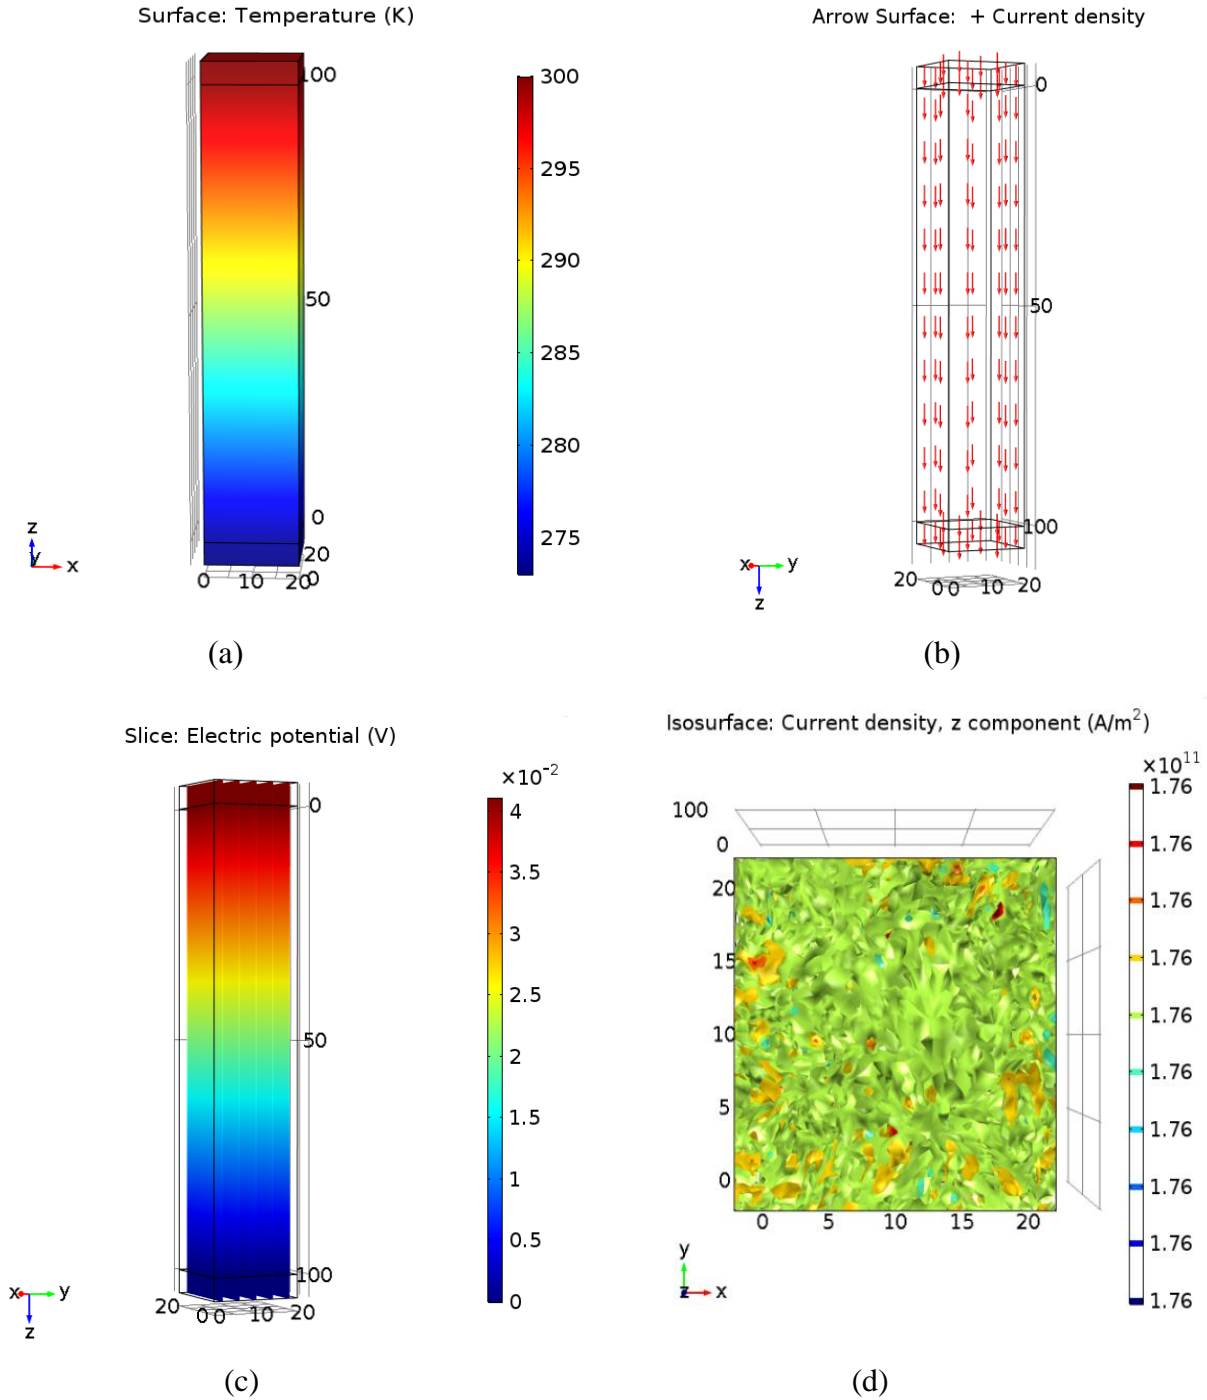 Surface: Temperature (K)
100
50
0
20
0
0 10 20
z
y
x
300
295
290
285
280
275
(a)
Arrow Surface: + Current density
0
50
100
20 0 0 10 20
x y
z
(b)
Slice: Electric potential (V)
0
50
100
20 0 0 10 20
x y
z
×10⁻²
4
3
2.5
2
1.5
1
0.5
0
(c)
Isosurface: Current density, z component (A/m²)
100
0
20
15
10
5
0
0 5 10 15 20
y
z x
×10¹¹
1.76
1.76
1.76
1.76
1.76
1.76
1.76
1.76
1.76
1.76
(d)